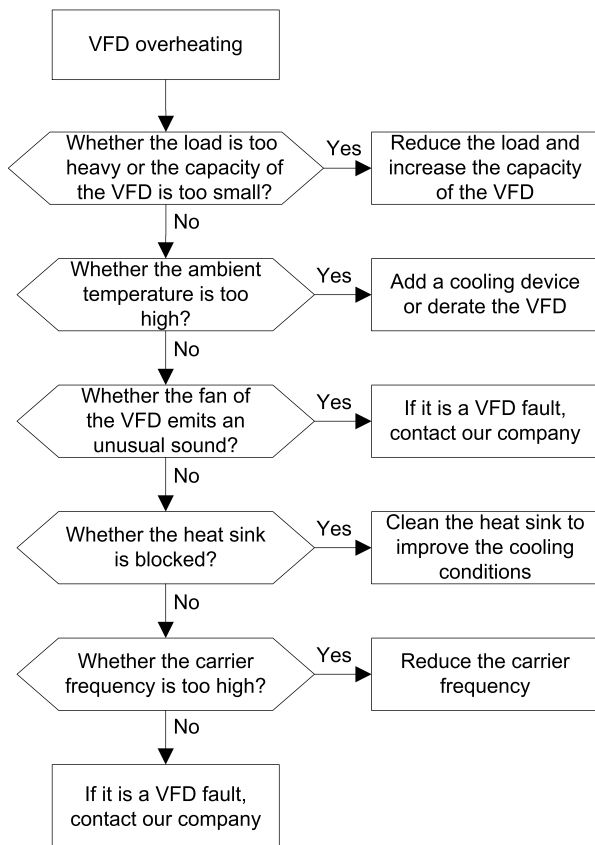 VFD overheating
Whether the load is too
heavy or the capacity of
the VFD is too small?
Yes
Reduce the load and
increase the capacity
of the VFD
No
Whether the ambient
temperature is too
high?
Yes
Add a cooling device
or derate the VFD
No
Whether the fan of
the VFD emits an
unusual sound?
Yes
If it is a VFD fault,
contact our company
No
Whether the heat sink
is blocked?
Yes
Clean the heat sink to
improve the cooling
conditions
No
Whether the carrier
frequency is too high?
Yes
Reduce the carrier
frequency
No
If it is a VFD fault,
contact our company